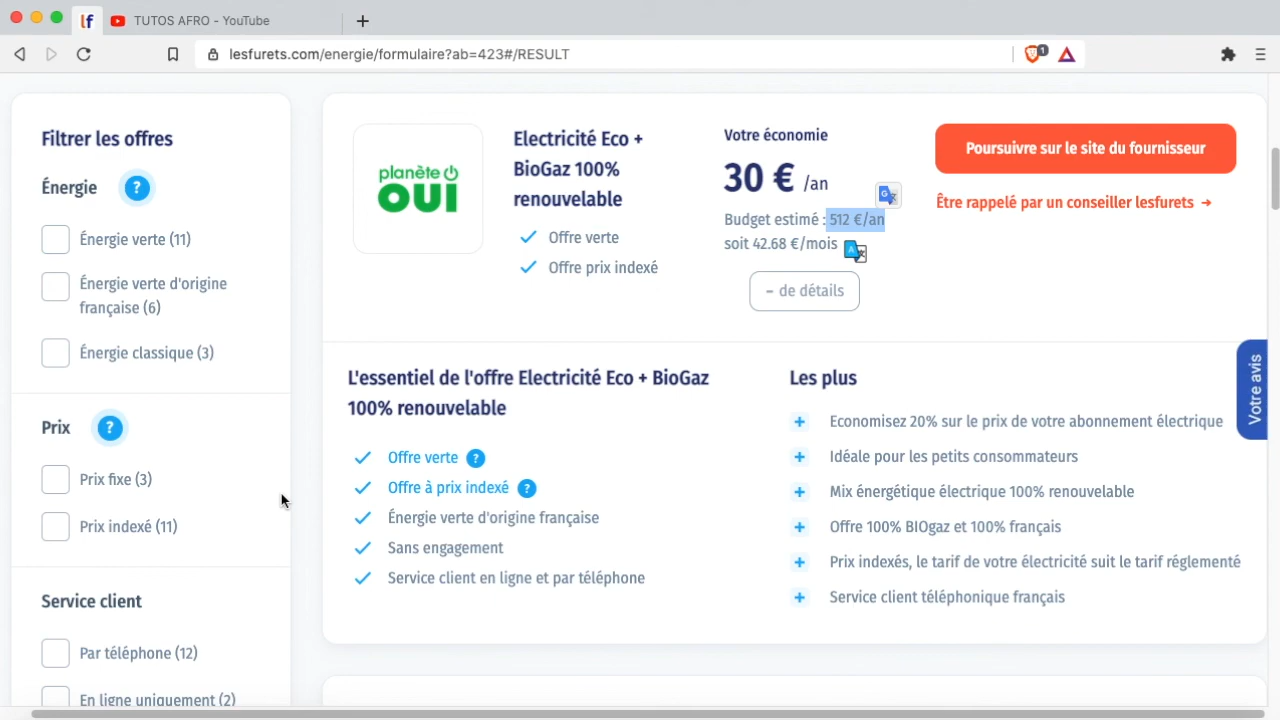 lf
TUTOS AFRO - YouTube
lesfurets.com/energie/formulaire?ab=423#/RESULT
1
Filtrer les offres
Énergie ?
Énergie verte (11)
Énergie verte d'origine
française (6)
Énergie classique (3)
Prix ?
Prix fixe (3)
Prix indexé (11)
Service client
Par téléphone (12)
En ligne uniquement (2)
planète
OUI
Electricité Eco +
BioGaz 100%
renouvelable
Offre verte
Offre prix indexé
Votre économie
30 € /an
Budget estimé : 512 €/an
soit 42.68 €/mois
− de détails
Poursuivre sur le site du fournisseur
Être rappelé par un conseiller lesfurets →
L'essentiel de l'offre Electricité Eco + BioGaz
100% renouvelable
Offre verte ?
Offre à prix indexé ?
Énergie verte d'origine française
Sans engagement
Service client en ligne et par téléphone
Les plus
+ Economisez 20% sur le prix de votre abonnement électrique
+ Idéale pour les petits consommateurs
+ Mix énergétique électrique 100% renouvelable
+ Offre 100% BIOgaz et 100% français
+ Prix indexés, le tarif de votre électricité suit le tarif réglementé
+ Service client téléphonique français
Votre avis